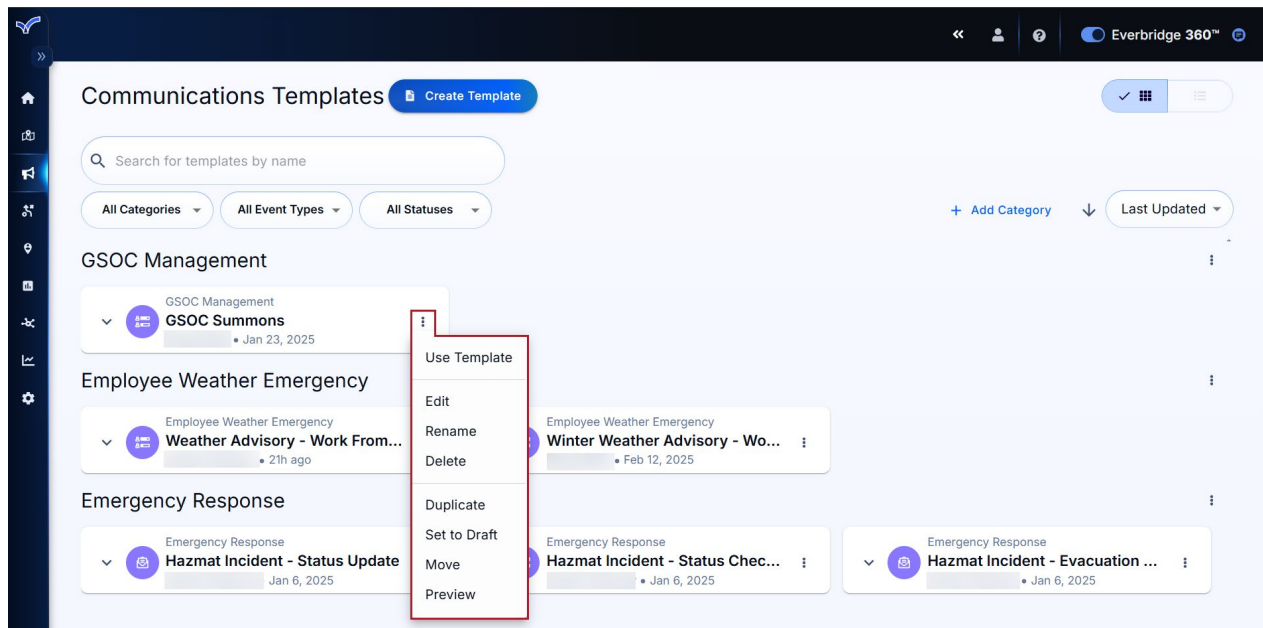 Everbridge 360™
Communications Templates
Create Template
Search for templates by name
All Categories
All Event Types
All Statuses
+ Add Category
Last Updated
GSOC Management
GSOC Management
GSOC Summons
• Jan 23, 2025
Use Template
Edit
Rename
Delete
Duplicate
Set to Draft
Move
Preview
Employee Weather Emergency
Employee Weather Emergency
Weather Advisory - Work From...
• 21h ago
Employee Weather Emergency
Winter Weather Advisory - Wo...
• Feb 12, 2025
Emergency Response
Emergency Response
Hazmat Incident - Status Update
Jan 6, 2025
Emergency Response
Hazmat Incident - Status Chec...
• Jan 6, 2025
Emergency Response
Hazmat Incident - Evacuation ...
• Jan 6, 2025